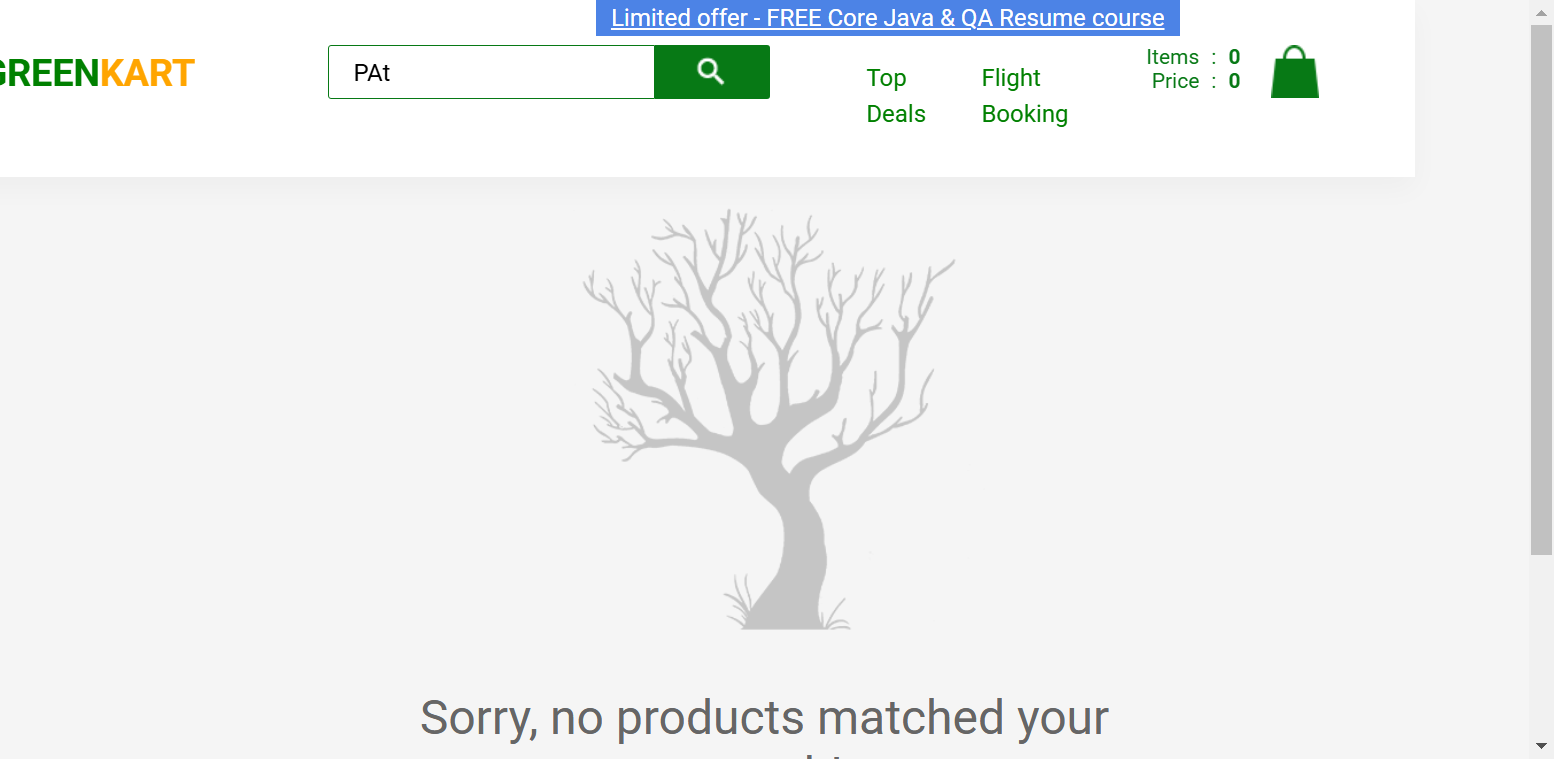 Limited offer - FREE Core Java & QA Resume course
GREENKART
PAt
Top
Deals
Flight
Booking
Items : 0
Price : 0
Sorry, no products matched your